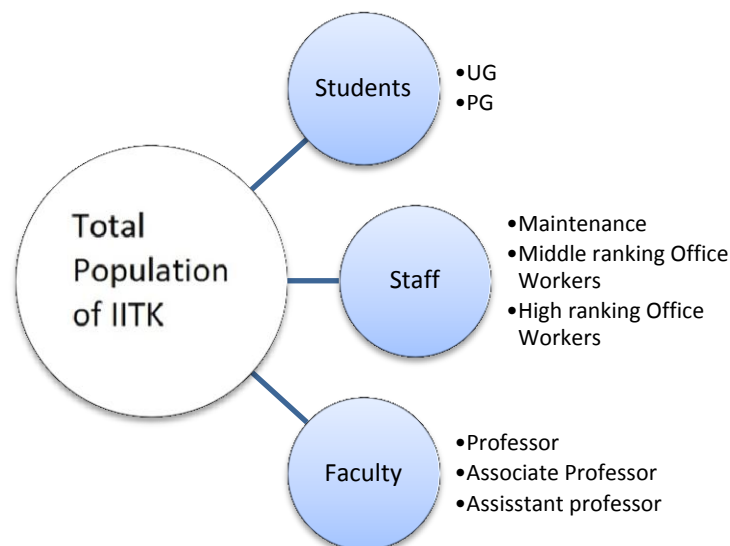 Total
Population
of IITK
Students
•UG
•PG
Staff
•Maintenance
•Middle ranking Office
Workers
•High ranking Office
Workers
Faculty
•Professor
•Associate Professor
•Assisstant professor